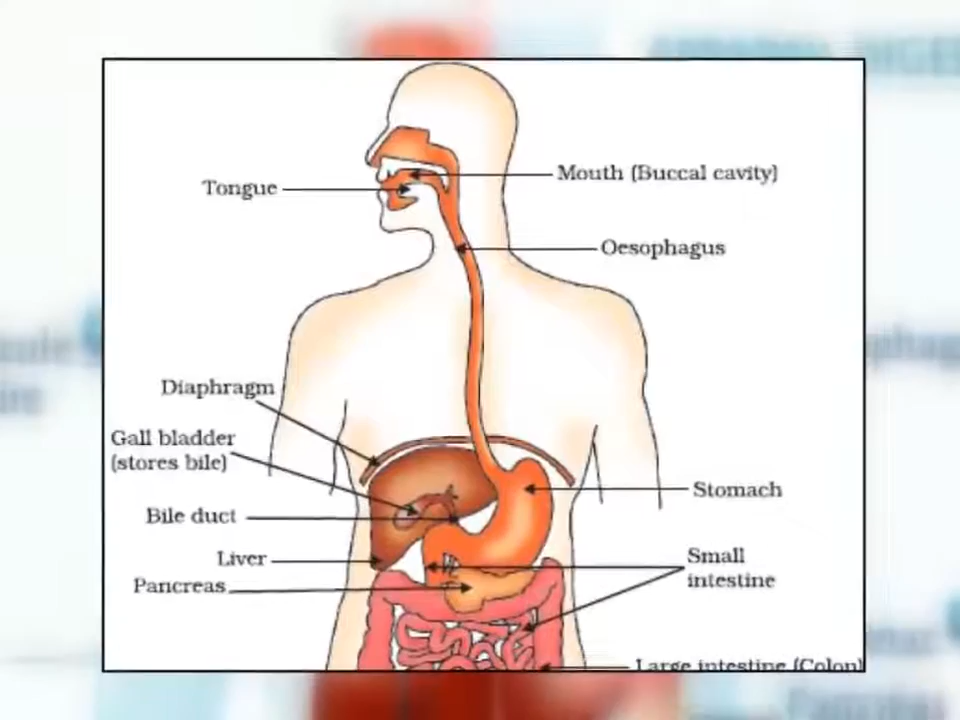 Mouth (Buccal cavity)
Tongue
Oesophagus
Diaphragm
Gall bladder
(stores bile)
Stomach
Bile duct
Liver
Small
intestine
Pancreas
Large intestine (Colon)